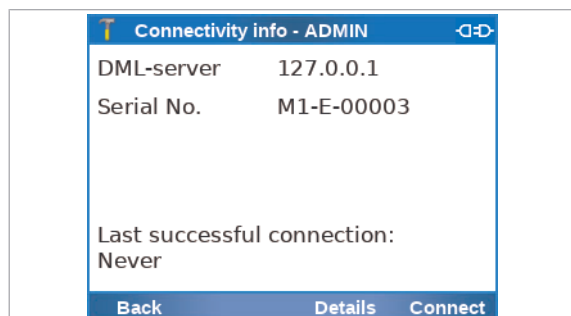 Connectivity info - ADMIN
DML-server 127.0.0.1
Serial No. M1-E-00003
Last successful connection:
Never
Back Details Connect